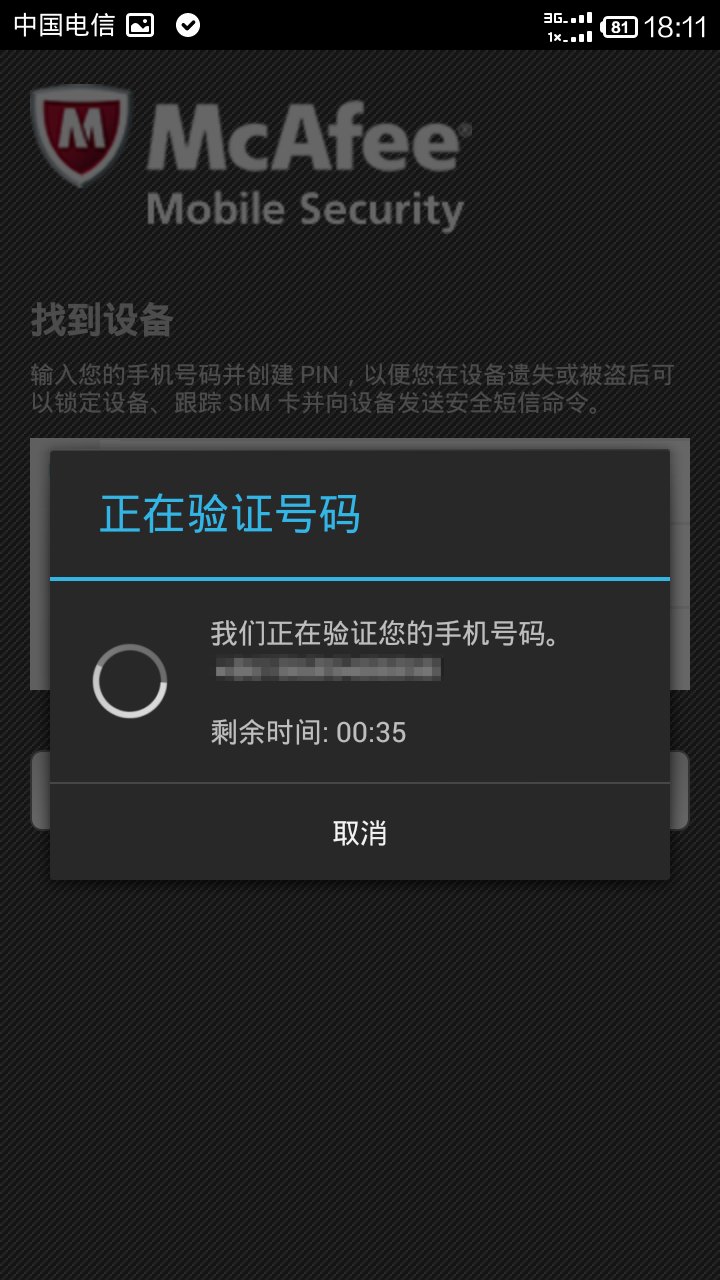 中国电信
3G 1x 81 18:11
M
McAfee®
Mobile Security
找到设备
输入您的手机号码并创建 PIN，以便您在设备遗失或被盗后可
以锁定设备、跟踪 SIM 卡并向设备发送安全短信命令。
正在验证号码
我们正在验证您的手机号码。
剩余时间: 00:35
取消